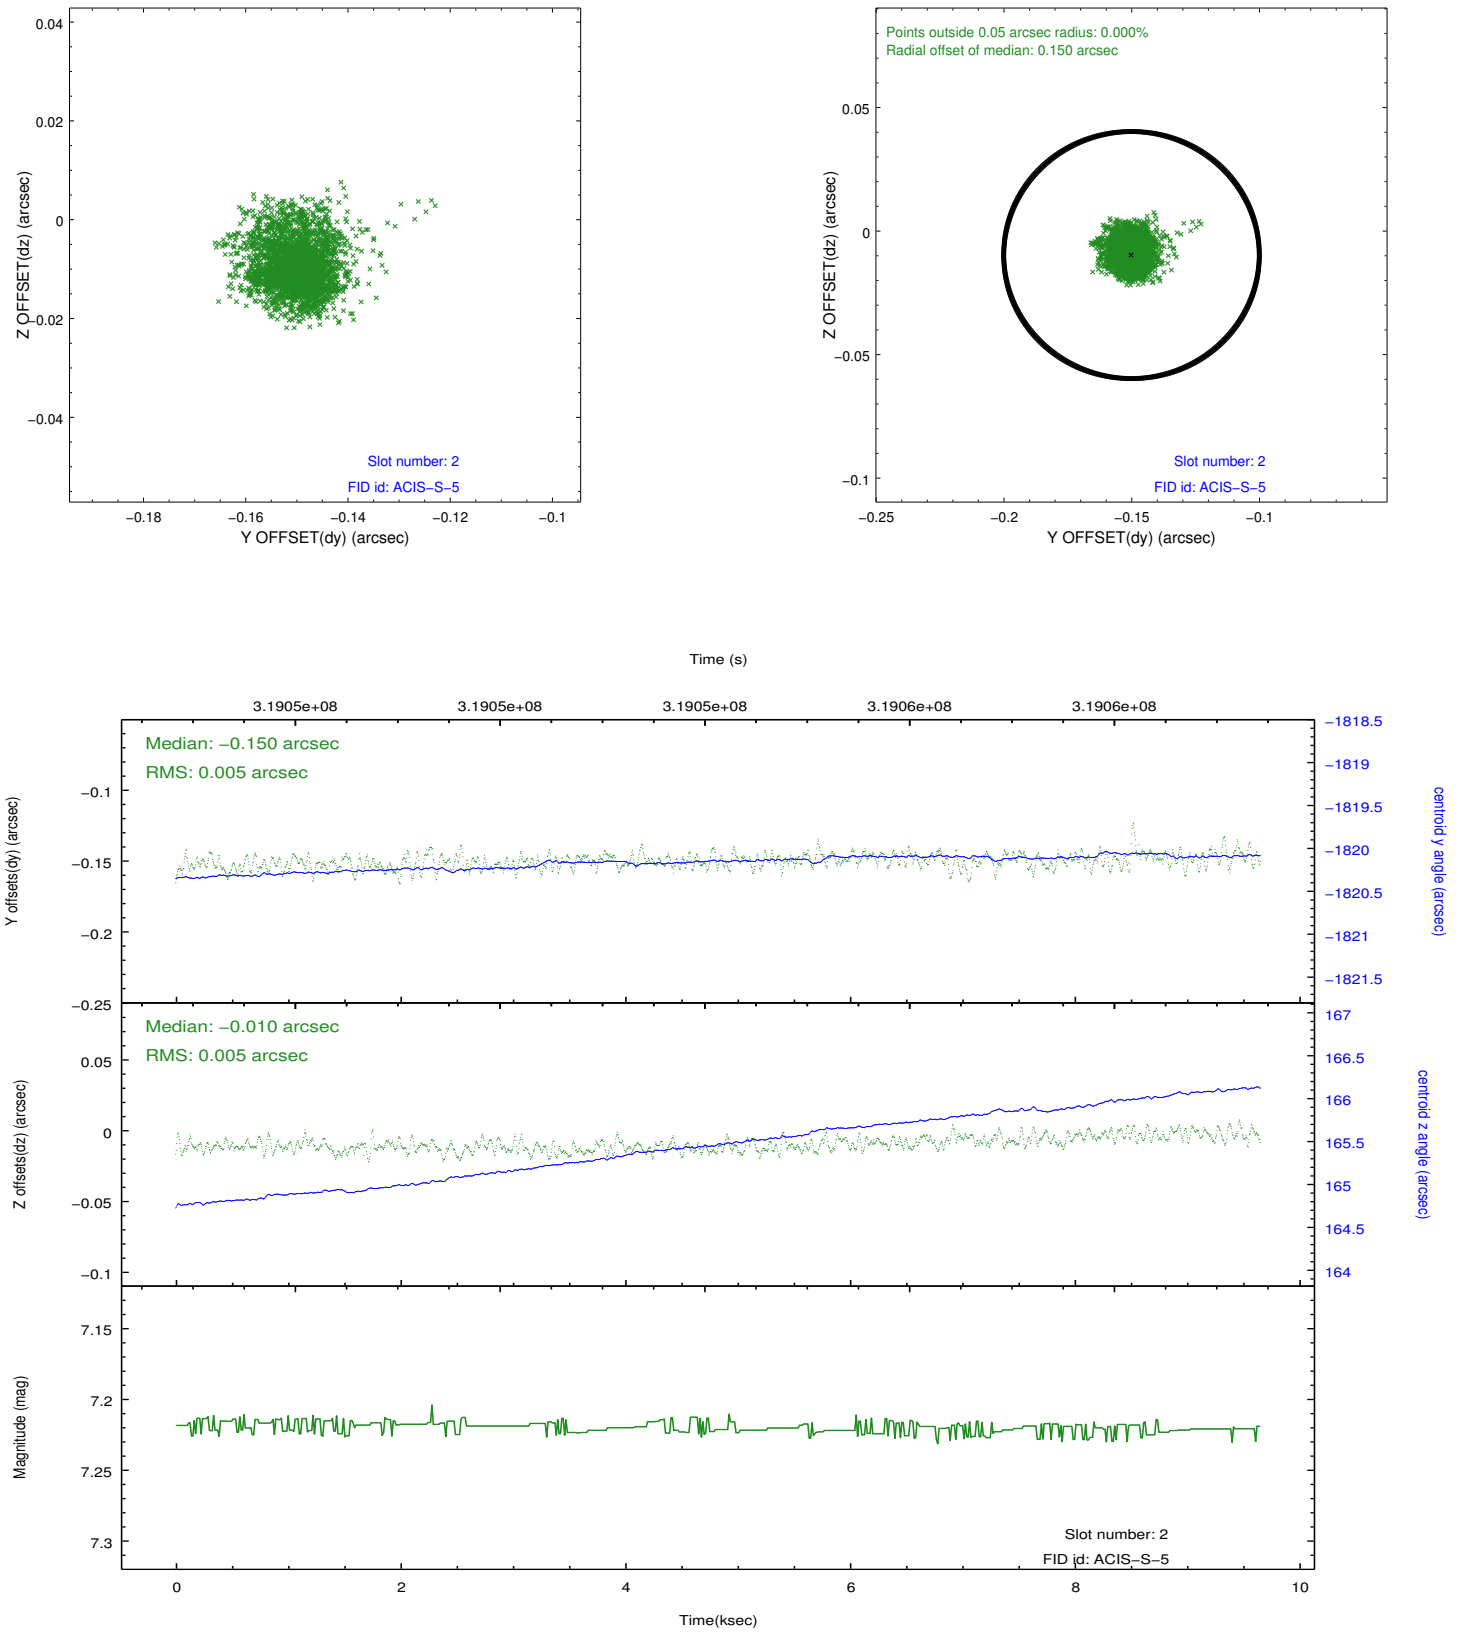 0.04
0.02
0
−0.02
−0.04
Z OFFSET(dz) (arcsec)
Slot number: 2
FID id: ACIS−S−5
−0.18
−0.16
−0.14
−0.12
−0.1
Y OFFSET(dy) (arcsec)
Points outside 0.05 arcsec radius: 0.000%
Radial offset of median: 0.150 arcsec
0.05
0
−0.05
−0.1
Z OFFSET(dz) (arcsec)
Slot number: 2
FID id: ACIS−S−5
−0.25
−0.2
−0.15
−0.1
Y OFFSET(dy) (arcsec)
Time (s)
3.1905e+08
3.1905e+08
3.1905e+08
3.1906e+08
3.1906e+08
Median: −0.150 arcsec
RMS: 0.005 arcsec
−0.1
−0.15
−0.2
−0.25
Y offsets(dy) (arcsec)
−1818.5
−1819
−1819.5
−1820
−1820.5
−1821
−1821.5
centroid y angle (arcsec)
Median: −0.010 arcsec
RMS: 0.005 arcsec
0.05
0
−0.05
−0.1
Z offsets(dz) (arcsec)
167
166.5
166
165.5
165
164.5
164
centroid z angle (arcsec)
7.15
7.2
7.25
7.3
Magnitude (mag)
Slot number: 2
FID id: ACIS−S−5
0
2
4
6
8
10
Time(ksec)